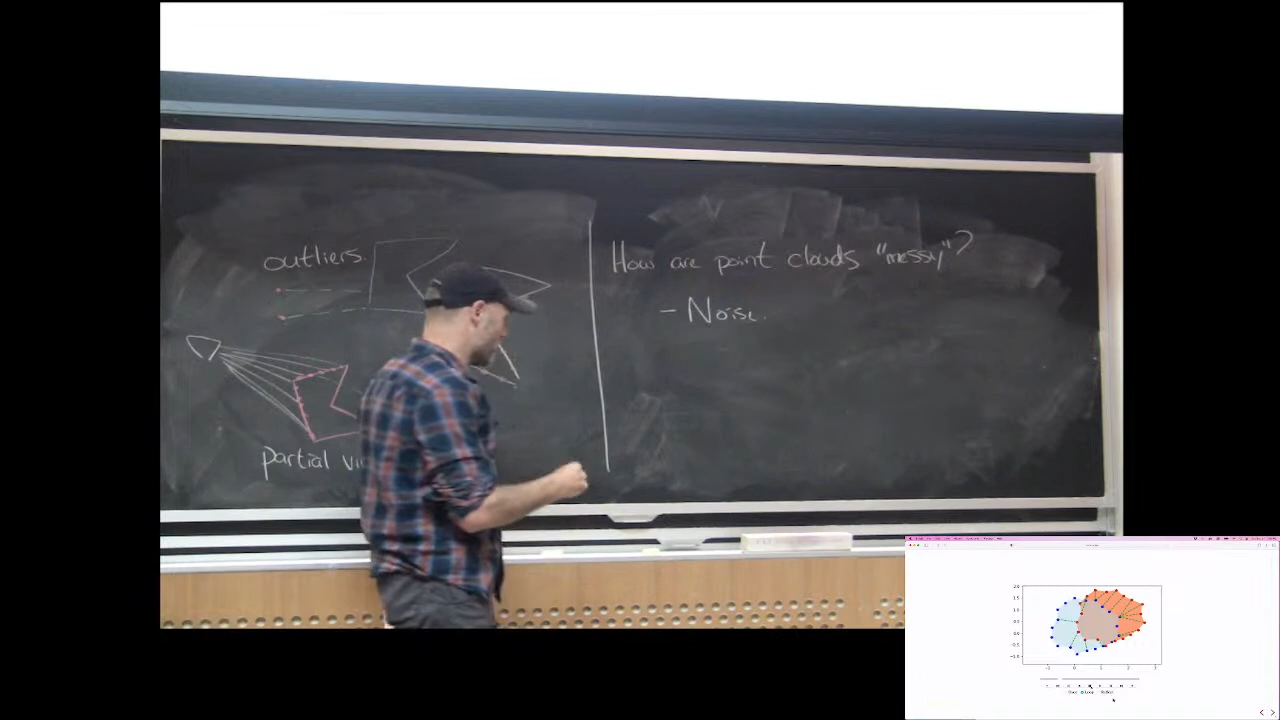 outliers.
partial
How are point clouds "messy"?
- Noise.